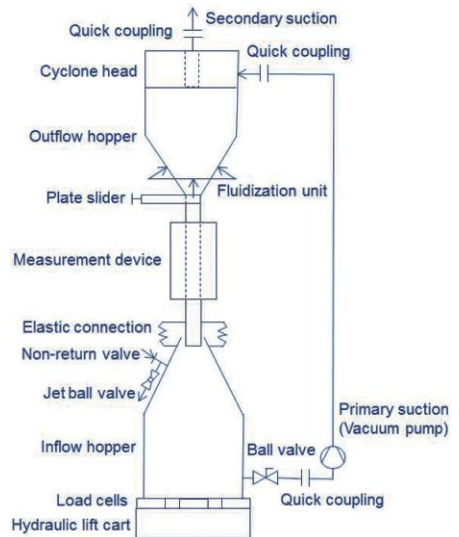 Secondary suction
Quick coupling
Quick coupling
Cyclone head
Outflow hopper
Fluidization unit
Plate slider
Measurement device
Elastic connection
Non-return valve
Jet ball valve
Primary suction
(Vacuum pump)
Inflow hopper
Ball valve
Load cells
Quick coupling
Hydraulic lift cart